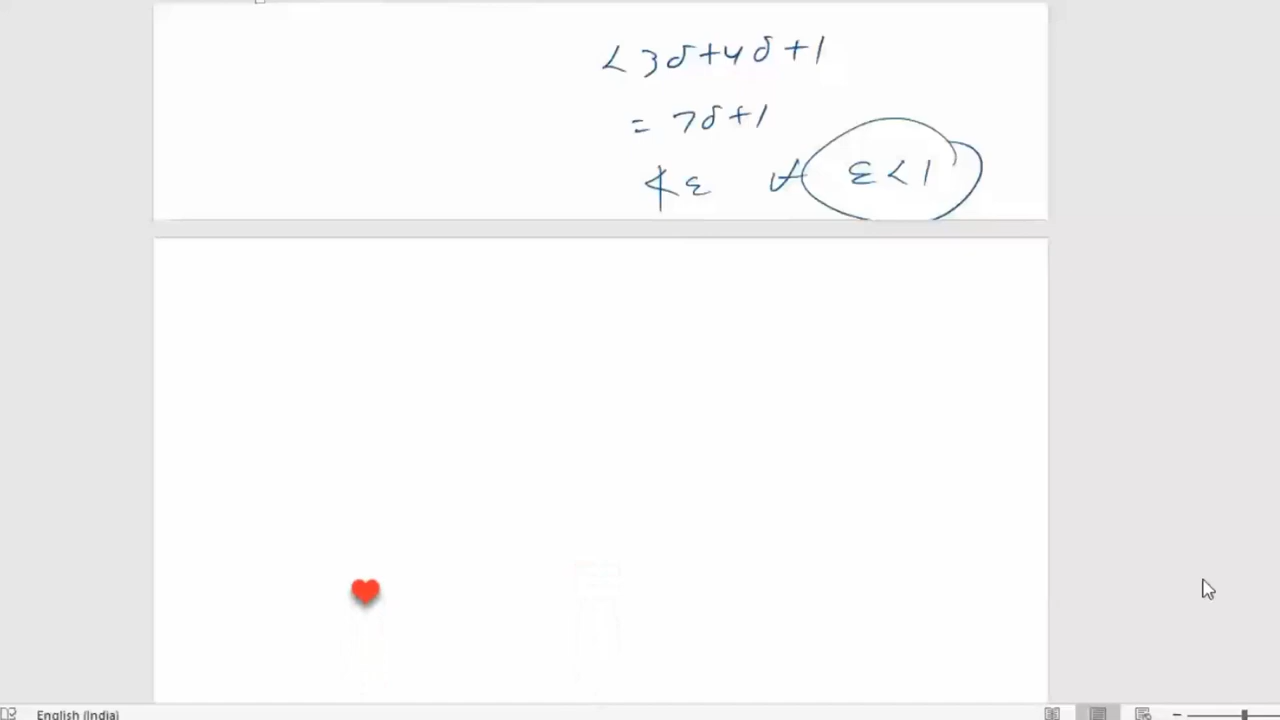 < 3δ+4δ+1
= 7δ+1
≮ ε ∀ ε < 1
English (India)